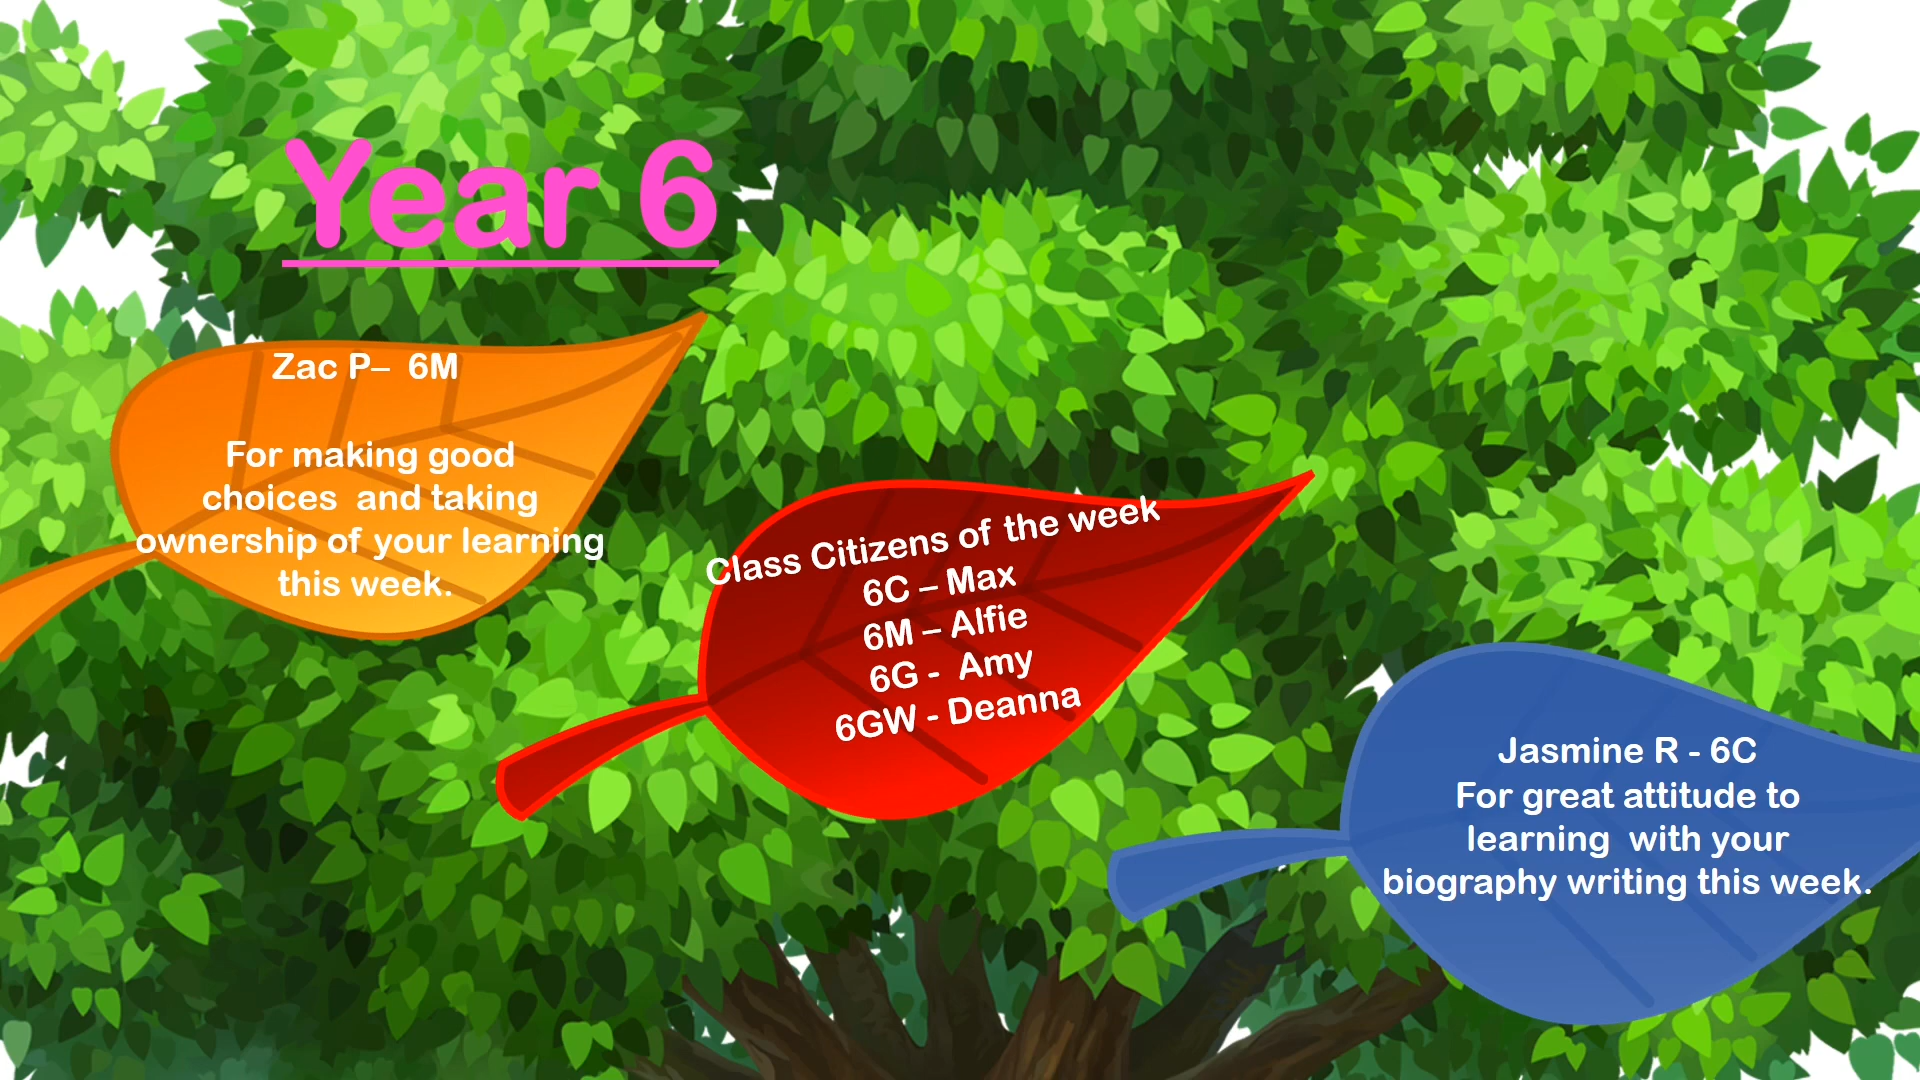 Year 6
Zac P– 6M
For making good
choices and taking
ownership of your learning
this week.
Class Citizens of the week
6C – Max
6M – Alfie
6G - Amy
6GW - Deanna
Jasmine R - 6C
For great attitude to
learning with your
biography writing this week.